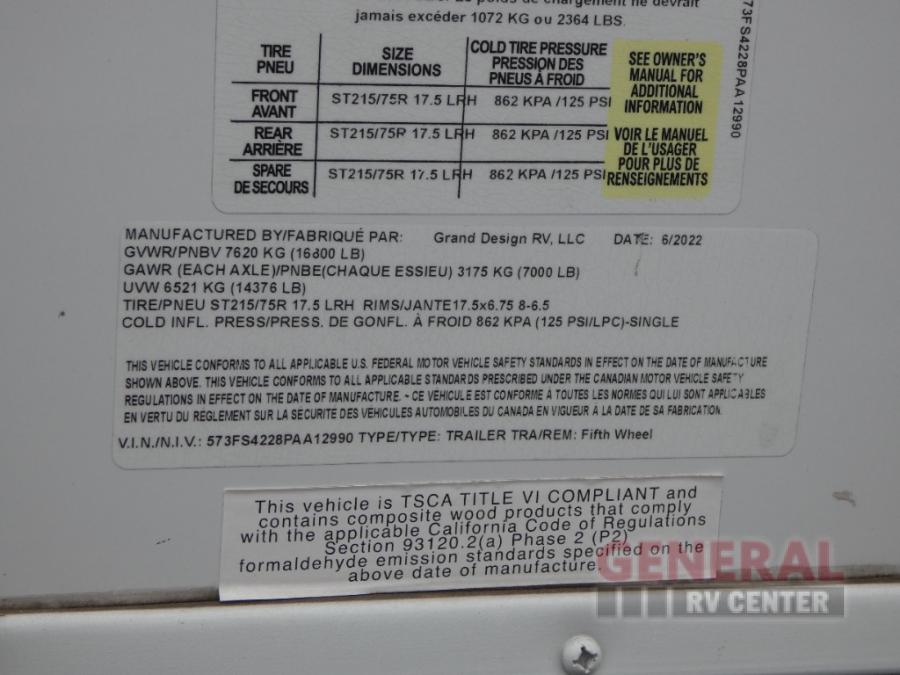 jamais excéder 1072 KG ou 2364 LBS.
TIRE PNEU SIZE DIMENSIONS COLD TIRE PRESSURE PRESSION DES PNEUS À FROID
FRONT AVANT ST215/75R 17.5 LRH 862 KPA /125 PSI
REAR ARRIÈRE ST215/75R 17.5 LRH 862 KPA /125 PSI
SPARE DE SECOURS ST215/75R 17.5 LRH 862 KPA /125 PSI
SEE OWNER'S
MANUAL FOR
ADDITIONAL
INFORMATION
VOIR LE MANUEL
DE L'USAGER
POUR PLUS DE
RENSEIGNEMENTS
573FS4228PAA12990
MANUFACTURED BY/FABRIQUÉ PAR: Grand Design RV, LLC DATE: 6/2022
GVWR/PNBV 7620 KG (16800 LB)
GAWR (EACH AXLE)/PNBE(CHAQUE ESSIEU) 3175 KG (7000 LB)
UVW 6521 KG (14376 LB)
TIRE/PNEU ST215/75R 17.5 LRH RIMS/JANTE17.5x6.75 8-6.5
COLD INFL. PRESS/PRESS. DE GONFL. À FROID 862 KPA (125 PSI/LPC)-SINGLE
THIS VEHICLE CONFORMS TO ALL APPLICABLE U.S. FEDERAL MOTOR VEHICLE SAFETY STANDARDS IN EFFECT ON THE DATE OF MANUFACTURE
SHOWN ABOVE. THIS VEHICLE CONFORMS TO ALL APPLICABLE STANDARDS PRESCRIBED UNDER THE CANADIAN MOTOR VEHICLE SAFETY
REGULATIONS IN EFFECT ON THE DATE OF MANUFACTURE. - CE VÉHICULE EST CONFORME À TOUTES LES NORMES QUI LUI SONT APPLICABLES
EN VERTU DU RÈGLEMENT SUR LA SÉCURITÉ DES VÉHICULES AUTOMOBILES DU CANADA EN VIGUEUR A LA DATE DE SA FABRICATION.
V.I.N./N.I.V.: 573FS4228PAA12990 TYPE/TYPE: TRAILER TRA/REM: Fifth Wheel
This vehicle is TSCA TITLE VI COMPLIANT and
contains composite wood products that comply
with the applicable California Code of Regulations
Section 93120.2(a) Phase 2 (P2)
formaldehyde emission standards specified on the
above date of manufacture.
GENERAL
RV CENTER